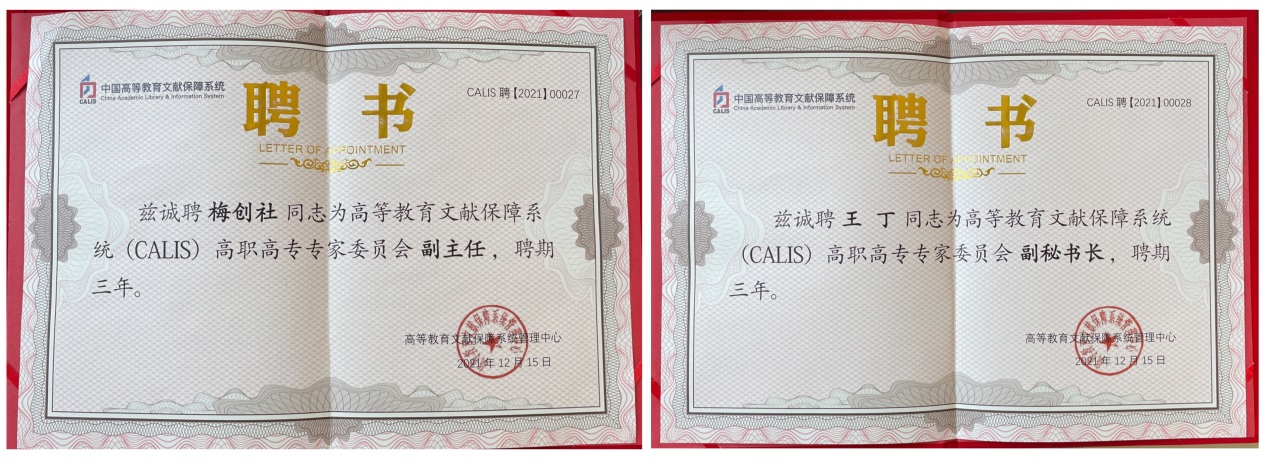 CALIS
中国高等教育文献保障系统
China Academic Library & Information System
CALIS 聘【2021】00027
聘 书
LETTER OF APPOINTMENT
兹诚聘 梅创社 同志为高等教育文献保障系
统（CALIS）高职高专专家委员会 副主任，聘期
三年。
高等教育文献保障系统管理中心
2021年12月15日
CALIS
中国高等教育文献保障系统
China Academic Library & Information System
CALIS 聘【2021】00028
聘 书
LETTER OF APPOINTMENT
兹诚聘 王 丁 同志为高等教育文献保障系统
（CALIS）高职高专专家委员会 副秘书长，聘期
三年。
高等教育文献保障系统管理中心
2021年12月15日